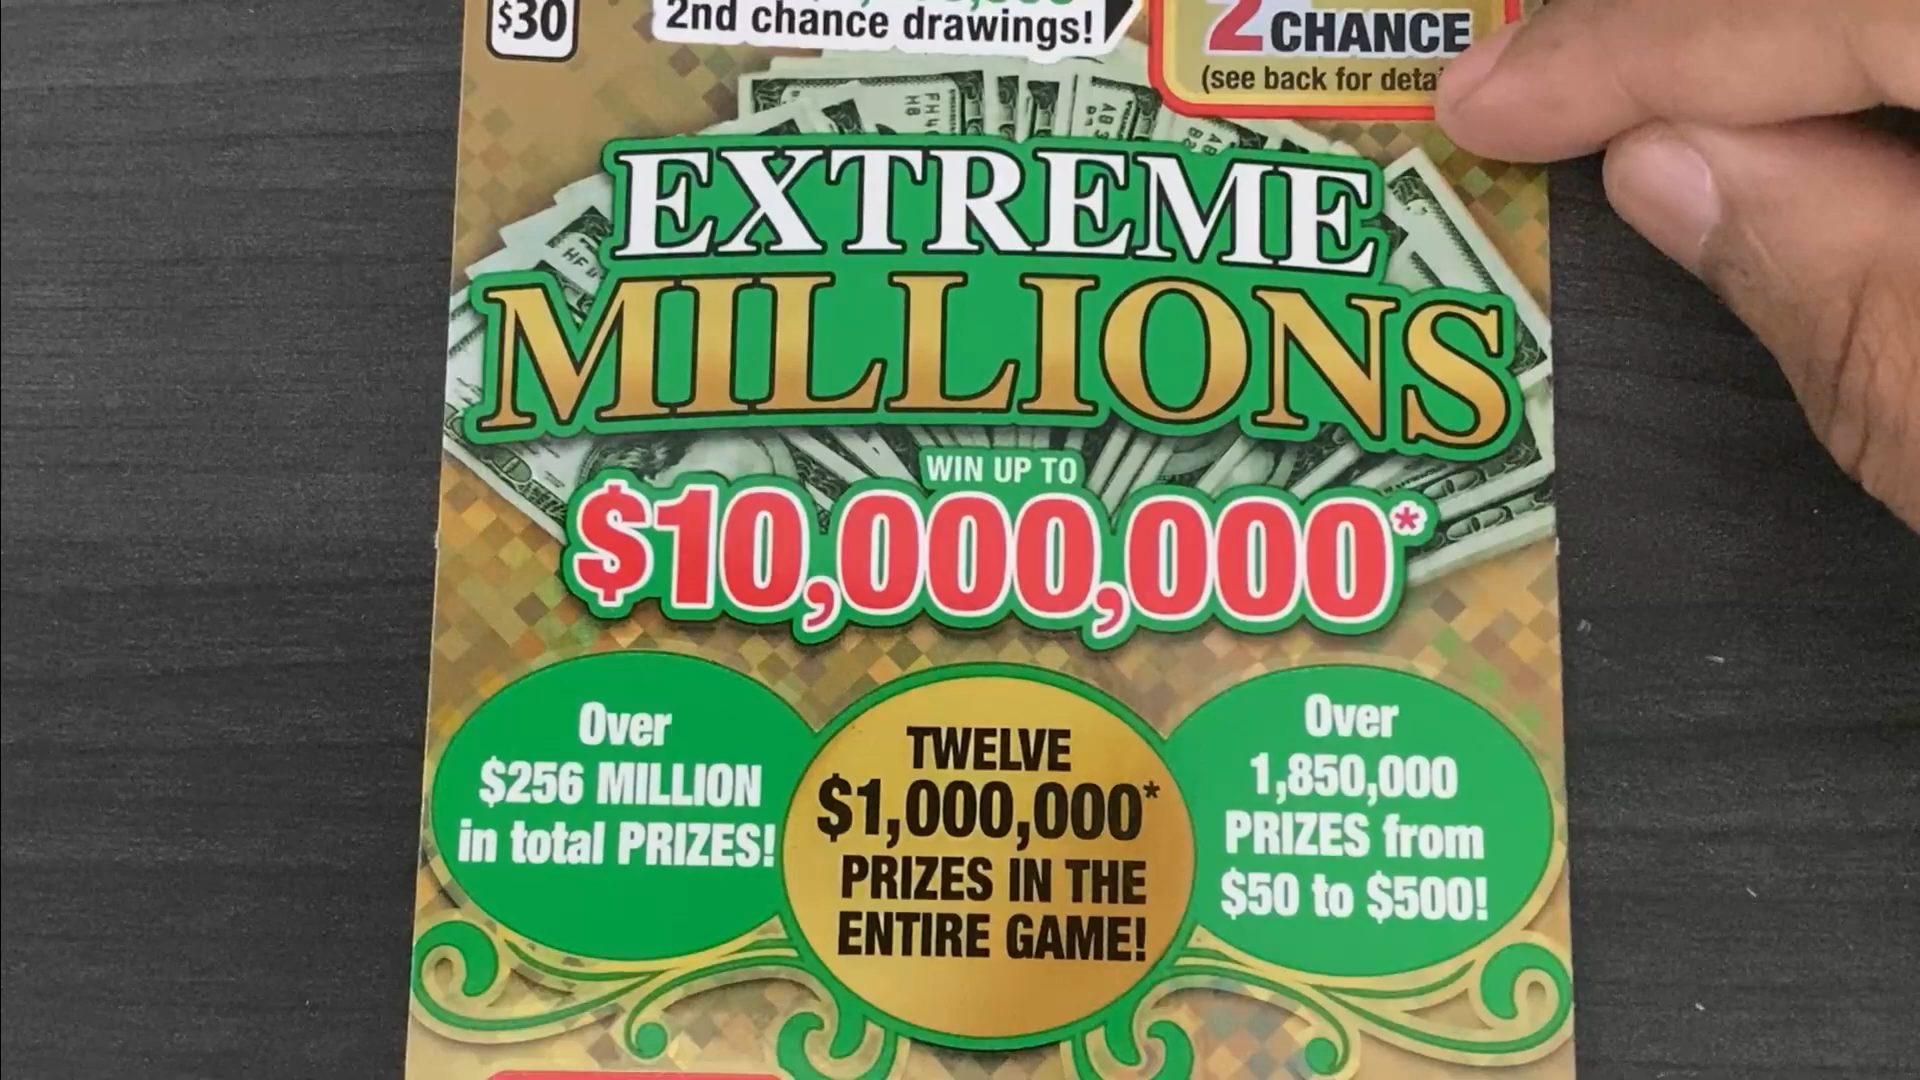 $30
2nd chance drawings!
2 CHANCE
(see back for
EXTREME
MILLIONS
WIN UP TO
$10,000,000*
Over
$256 MILLION
in total PRIZES!
TWELVE
$1,000,000*
PRIZES IN THE
ENTIRE GAME!
Over
1,850,000
PRIZES from
$50 to $500!